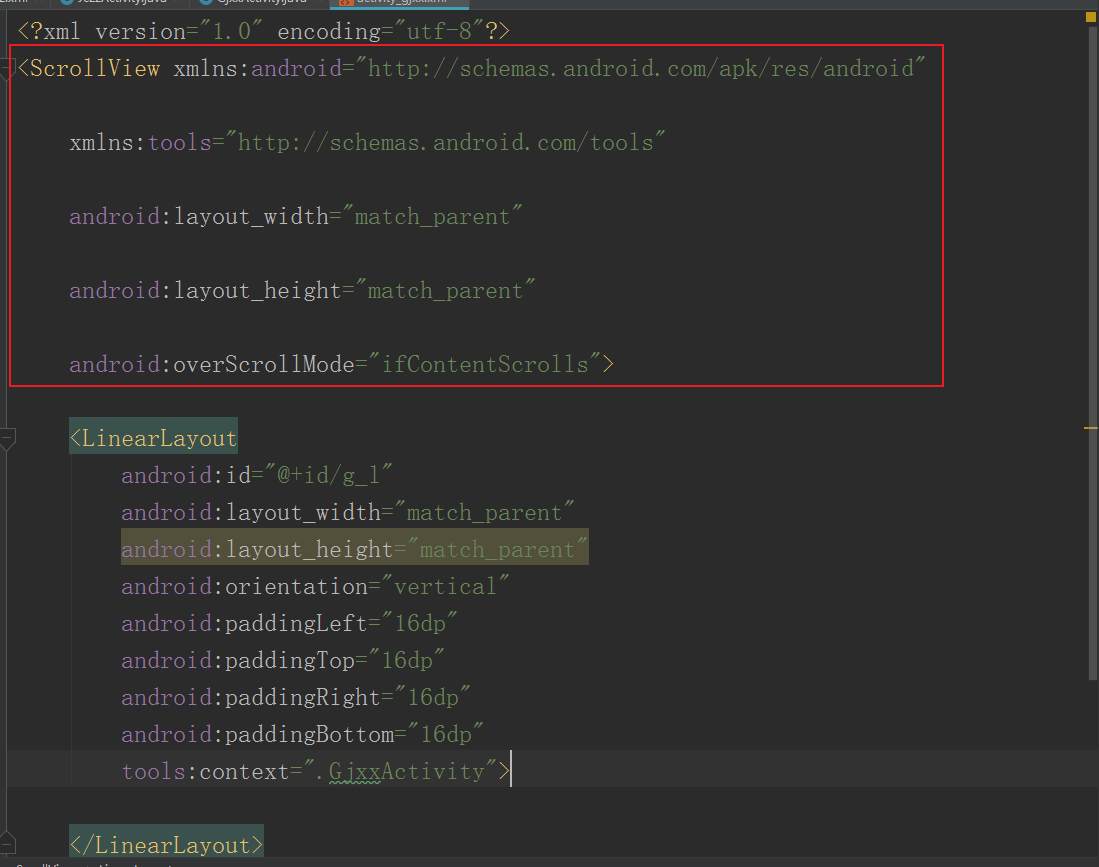 activity_gjxx.xml
<?xml version="1.0" encoding="utf-8"?>
<ScrollView xmlns:android="http://schemas.android.com/apk/res/android"
xmlns:tools="http://schemas.android.com/tools"
android:layout_width="match_parent"
android:layout_height="match_parent"
android:overScrollMode="ifContentScrolls">
<LinearLayout
android:id="@+id/g_l"
android:layout_width="match_parent"
android:layout_height="match_parent"
android:orientation="vertical"
android:paddingLeft="16dp"
android:paddingTop="16dp"
android:paddingRight="16dp"
android:paddingBottom="16dp"
tools:context=".GjxxActivity">
</LinearLayout>